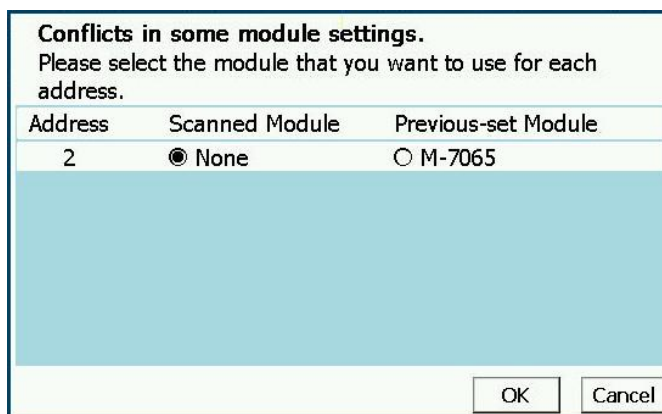 Conflicts in some module settings.
Please select the module that you want to use for each
address.
Address Scanned Module Previous-set Module
2 None M-7065
OK Cancel